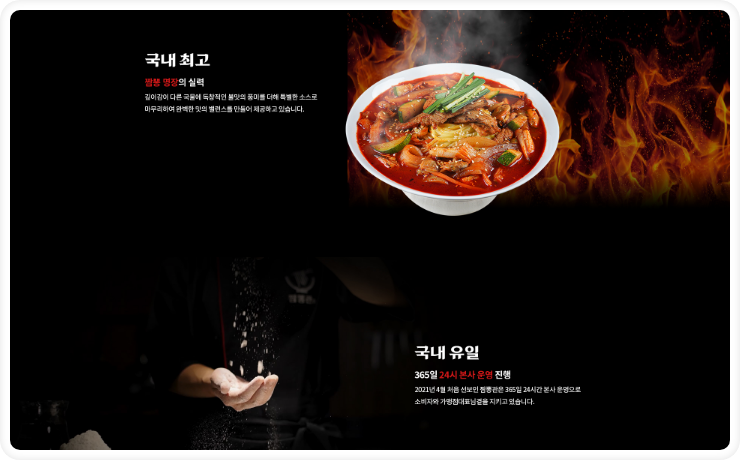 국내 최고
짬뽕 명장의 실력
깊이감이 다른 국물에 독창적인 불맛의 풍미를 더해 특별한 소스로
마무리하여 완벽한 맛의 밸런스를 만들어 제공하고 있습니다.
국내 유일
365일 24시 본사 운영 진행
2021년 4월 처음 선보인 짬뽕관은 365일 24시간 본사 운영으로
소비자와 가맹점대표님곁을 지키고 있습니다.